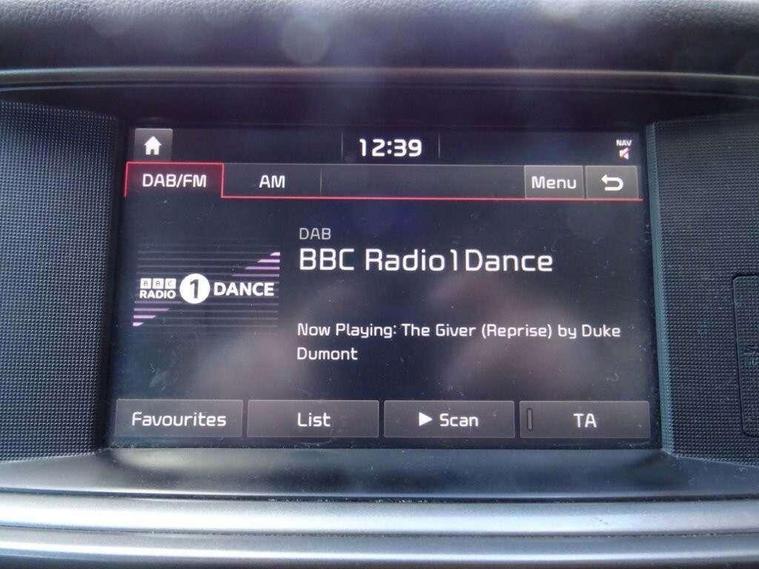 12:39
NAV
DAB/FM
AM
Menu
DAB
BBC Radio1Dance
BBC
RADIO 1 DANCE
Now Playing: The Giver (Reprise) by Duke
Dumont
Favourites
List
Scan
TA